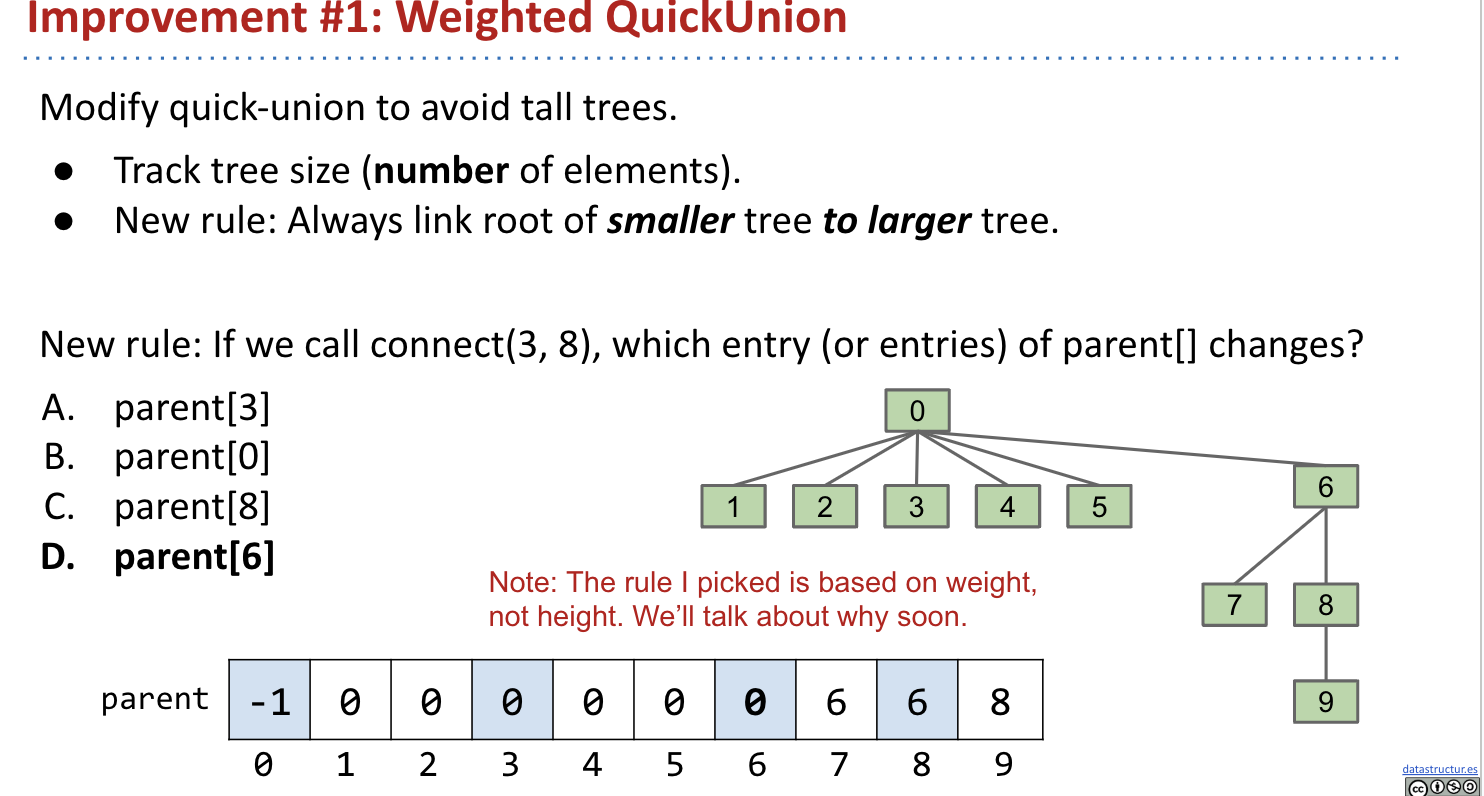 Improvement #1: Weighted QuickUnion
Modify quick-union to avoid tall trees.
● Track tree size (number of elements).
● New rule: Always link root of smaller tree to larger tree.
New rule: If we call connect(3, 8), which entry (or entries) of parent[] changes?
A. parent[3]
B. parent[0]
C. parent[8]
D. parent[6]
0
1 2 3 4 5
6
7 8
9
Note: The rule I picked is based on weight,
not height. We’ll talk about why soon.
parent -1 0 0 0 0 0 0 6 6 8
0 1 2 3 4 5 6 7 8 9
datastructur.es
cc